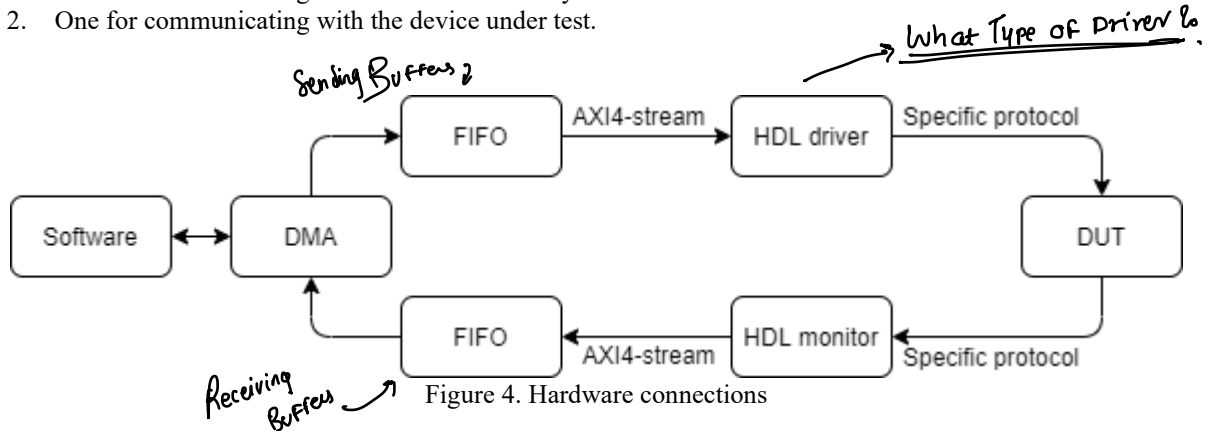 2. One for communicating with the device under test.
What Type of Driver?
Sending Buffers
FIFO
AXI4-stream
HDL driver
Specific protocol
Software
DMA
DUT
FIFO
AXI4-stream
HDL monitor
Specific protocol
Receiving
Buffers
Figure 4. Hardware connections